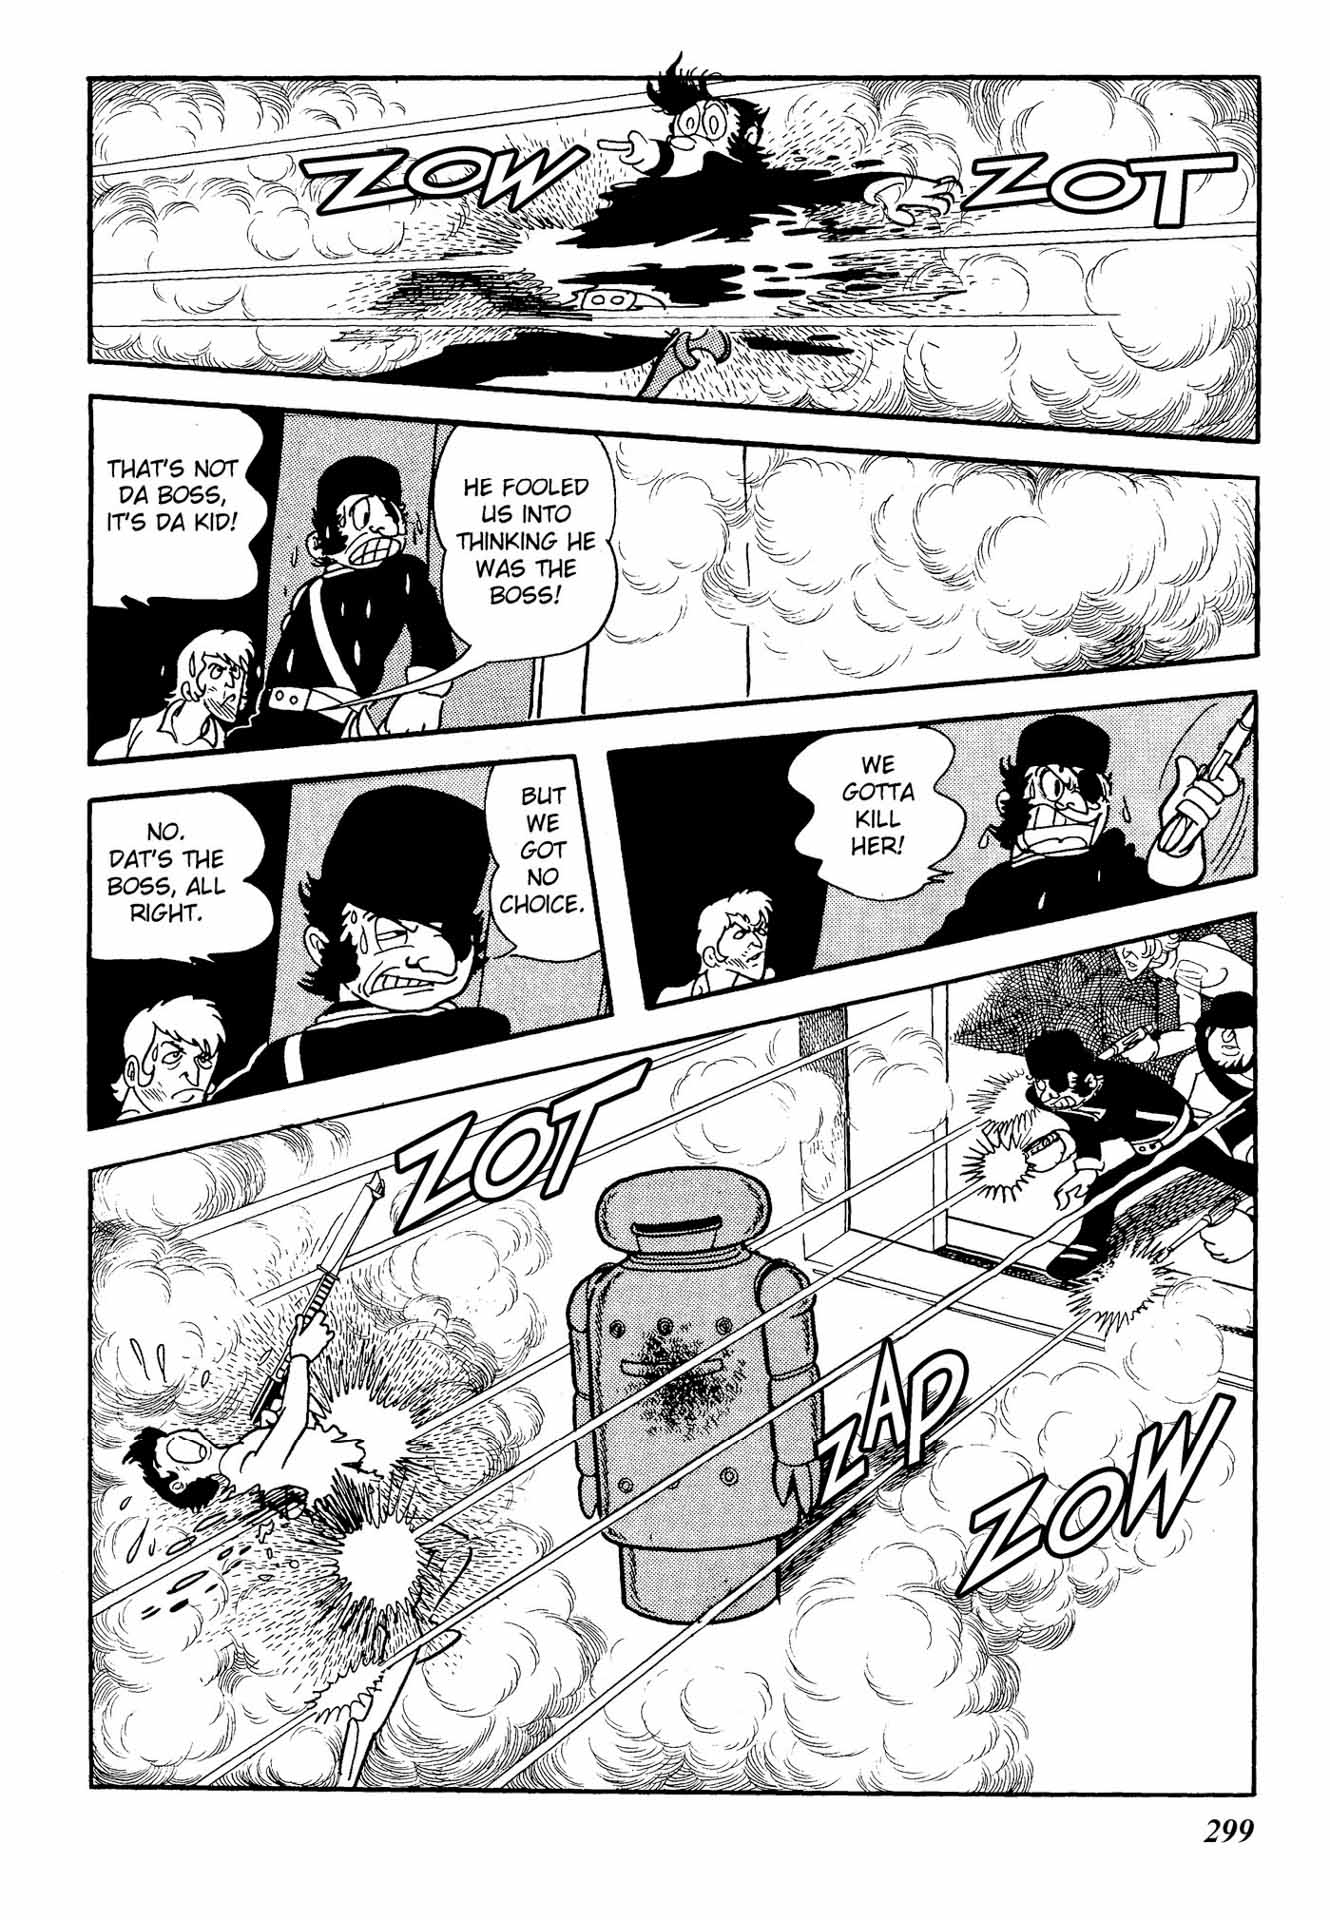 ZOW
ZOT
THAT'S NOT
DA BOSS,
IT'S DA KID!
HE FOOLED
US INTO
THINKING HE
WAS THE
BOSS!
NO.
DAT'S THE
BOSS, ALL
RIGHT.
BUT
WE
GOT
NO
CHOICE.
WE
GOTTA
KILL
HER!
ZOT
ZAP
ZOW
299